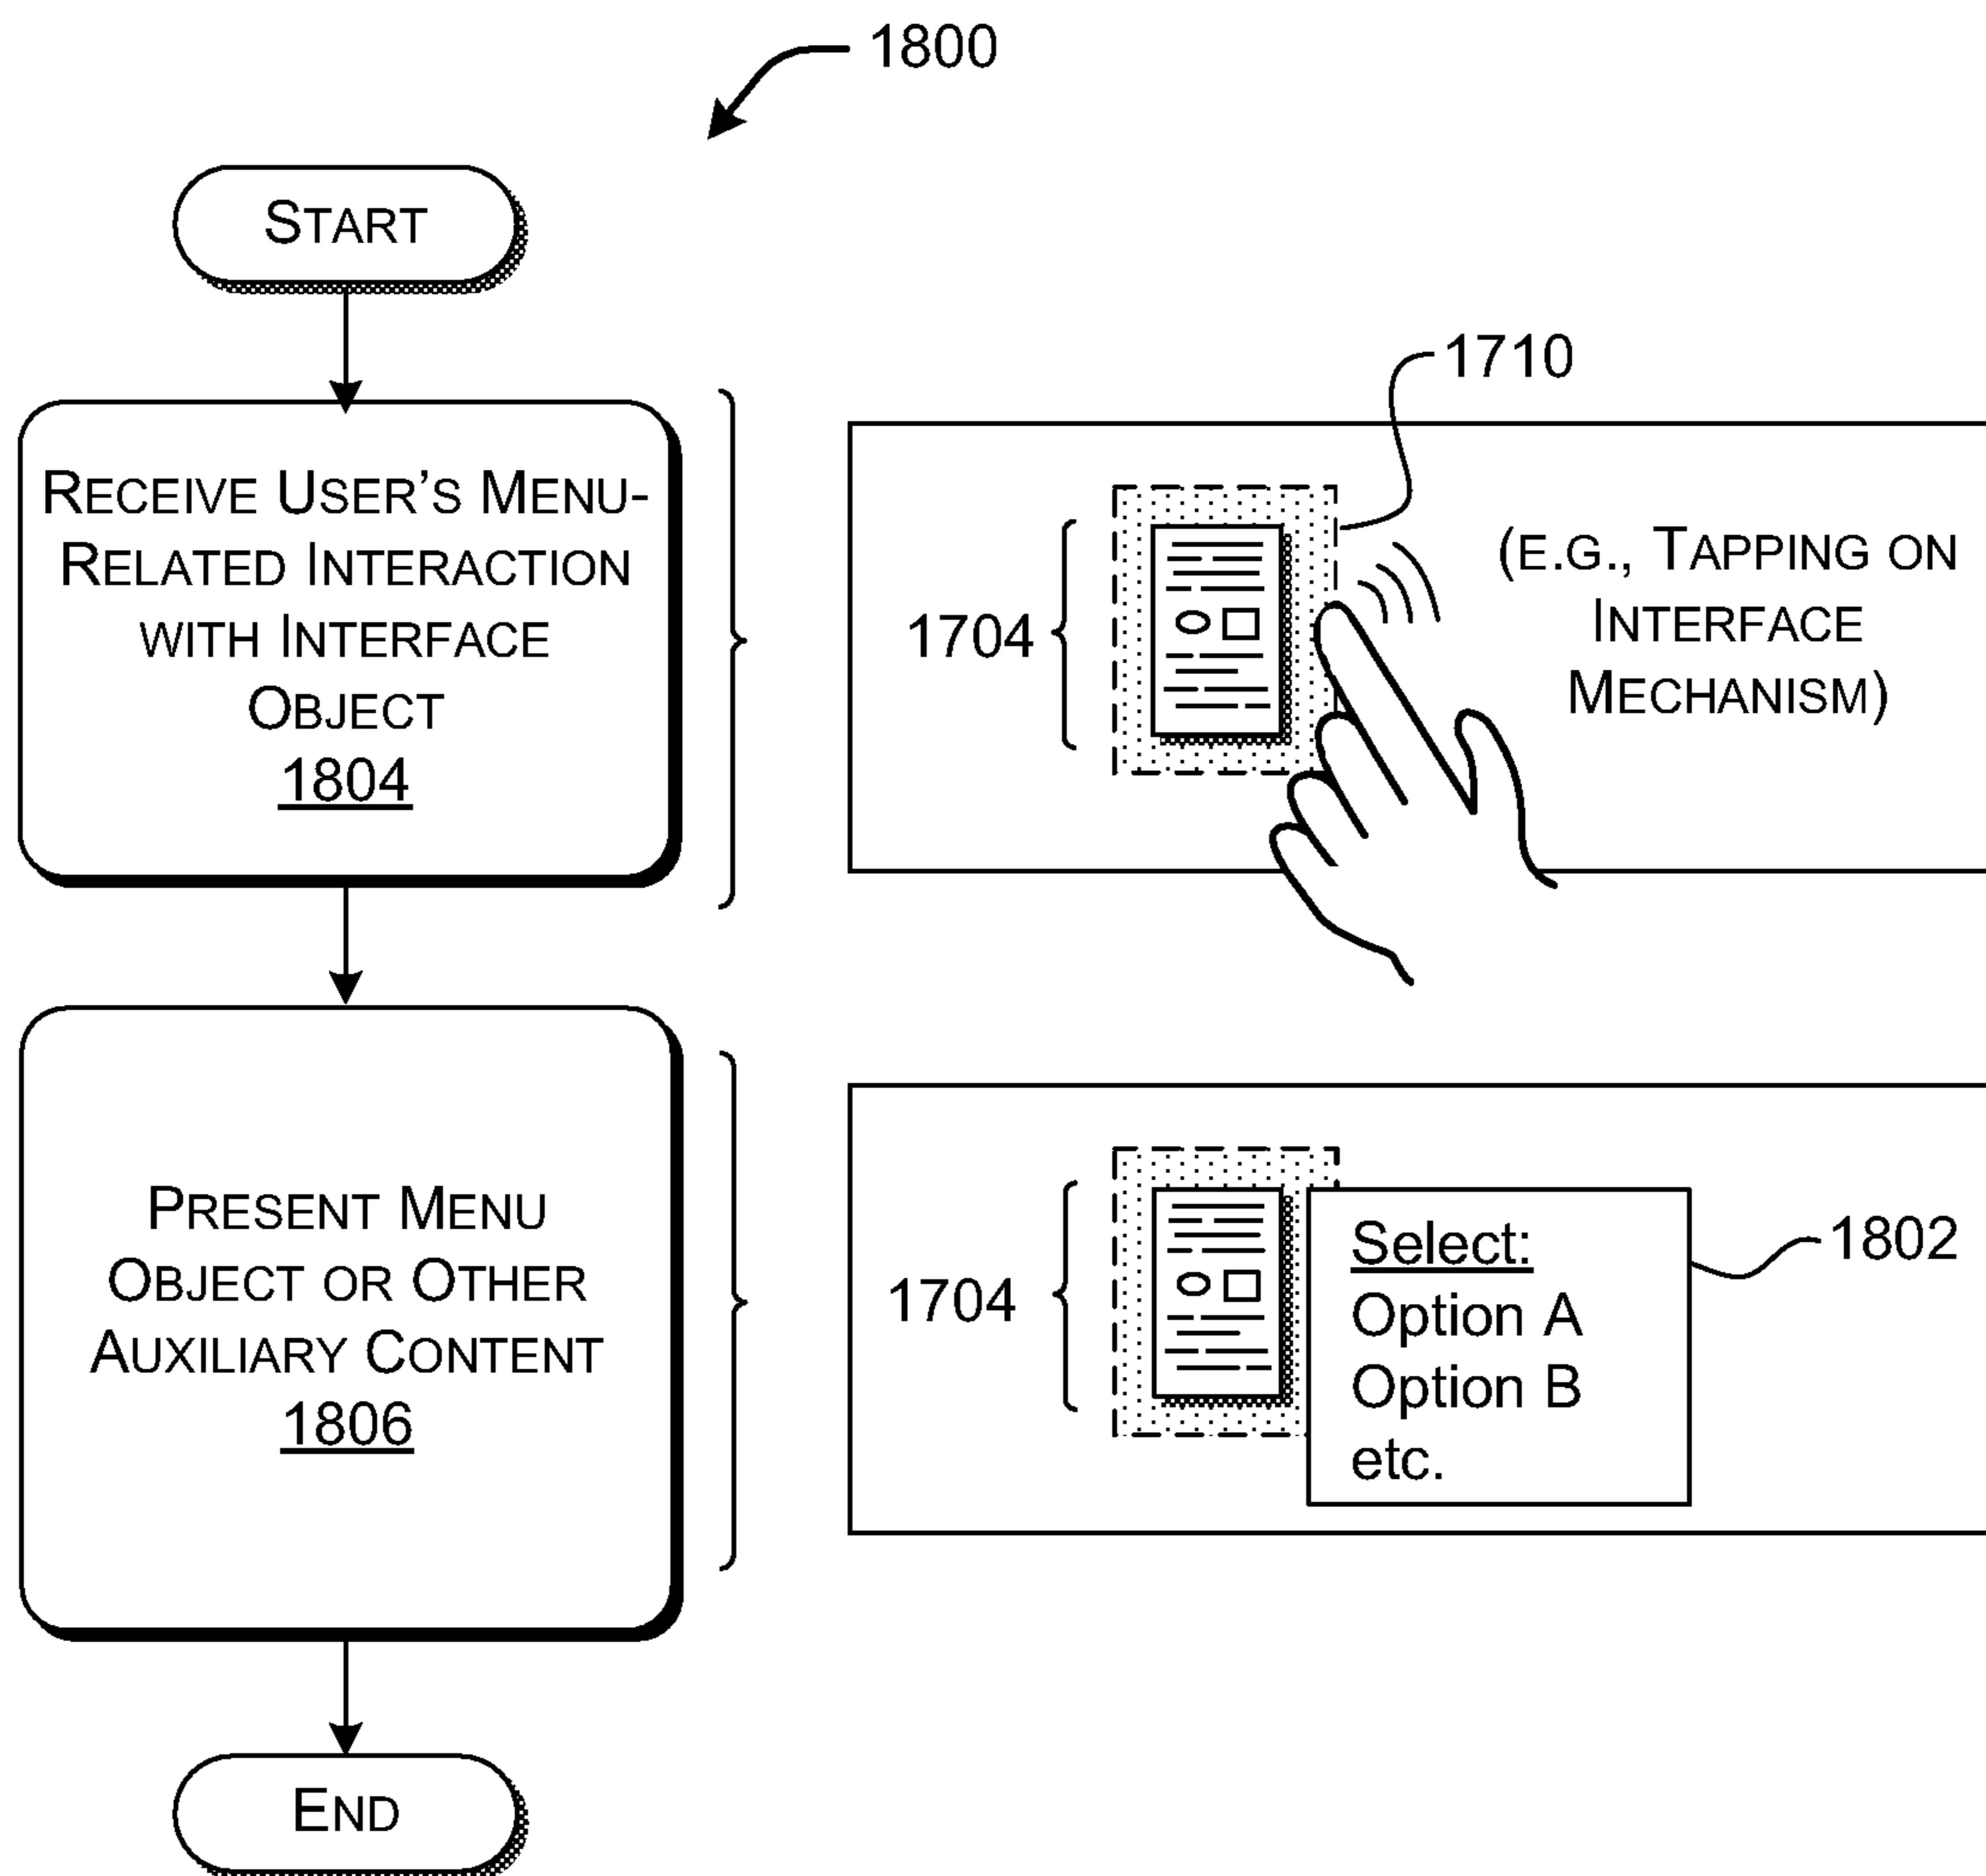 1800
START
RECEIVE USER'S MENU-
RELATED INTERACTION
WITH INTERFACE
OBJECT
1804
1710
1704
(E.G., TAPPING ON
INTERFACE
MECHANISM)
PRESENT MENU
OBJECT OR OTHER
AUXILIARY CONTENT
1806
1704
Select:
Option A
Option B
etc.
1802
END